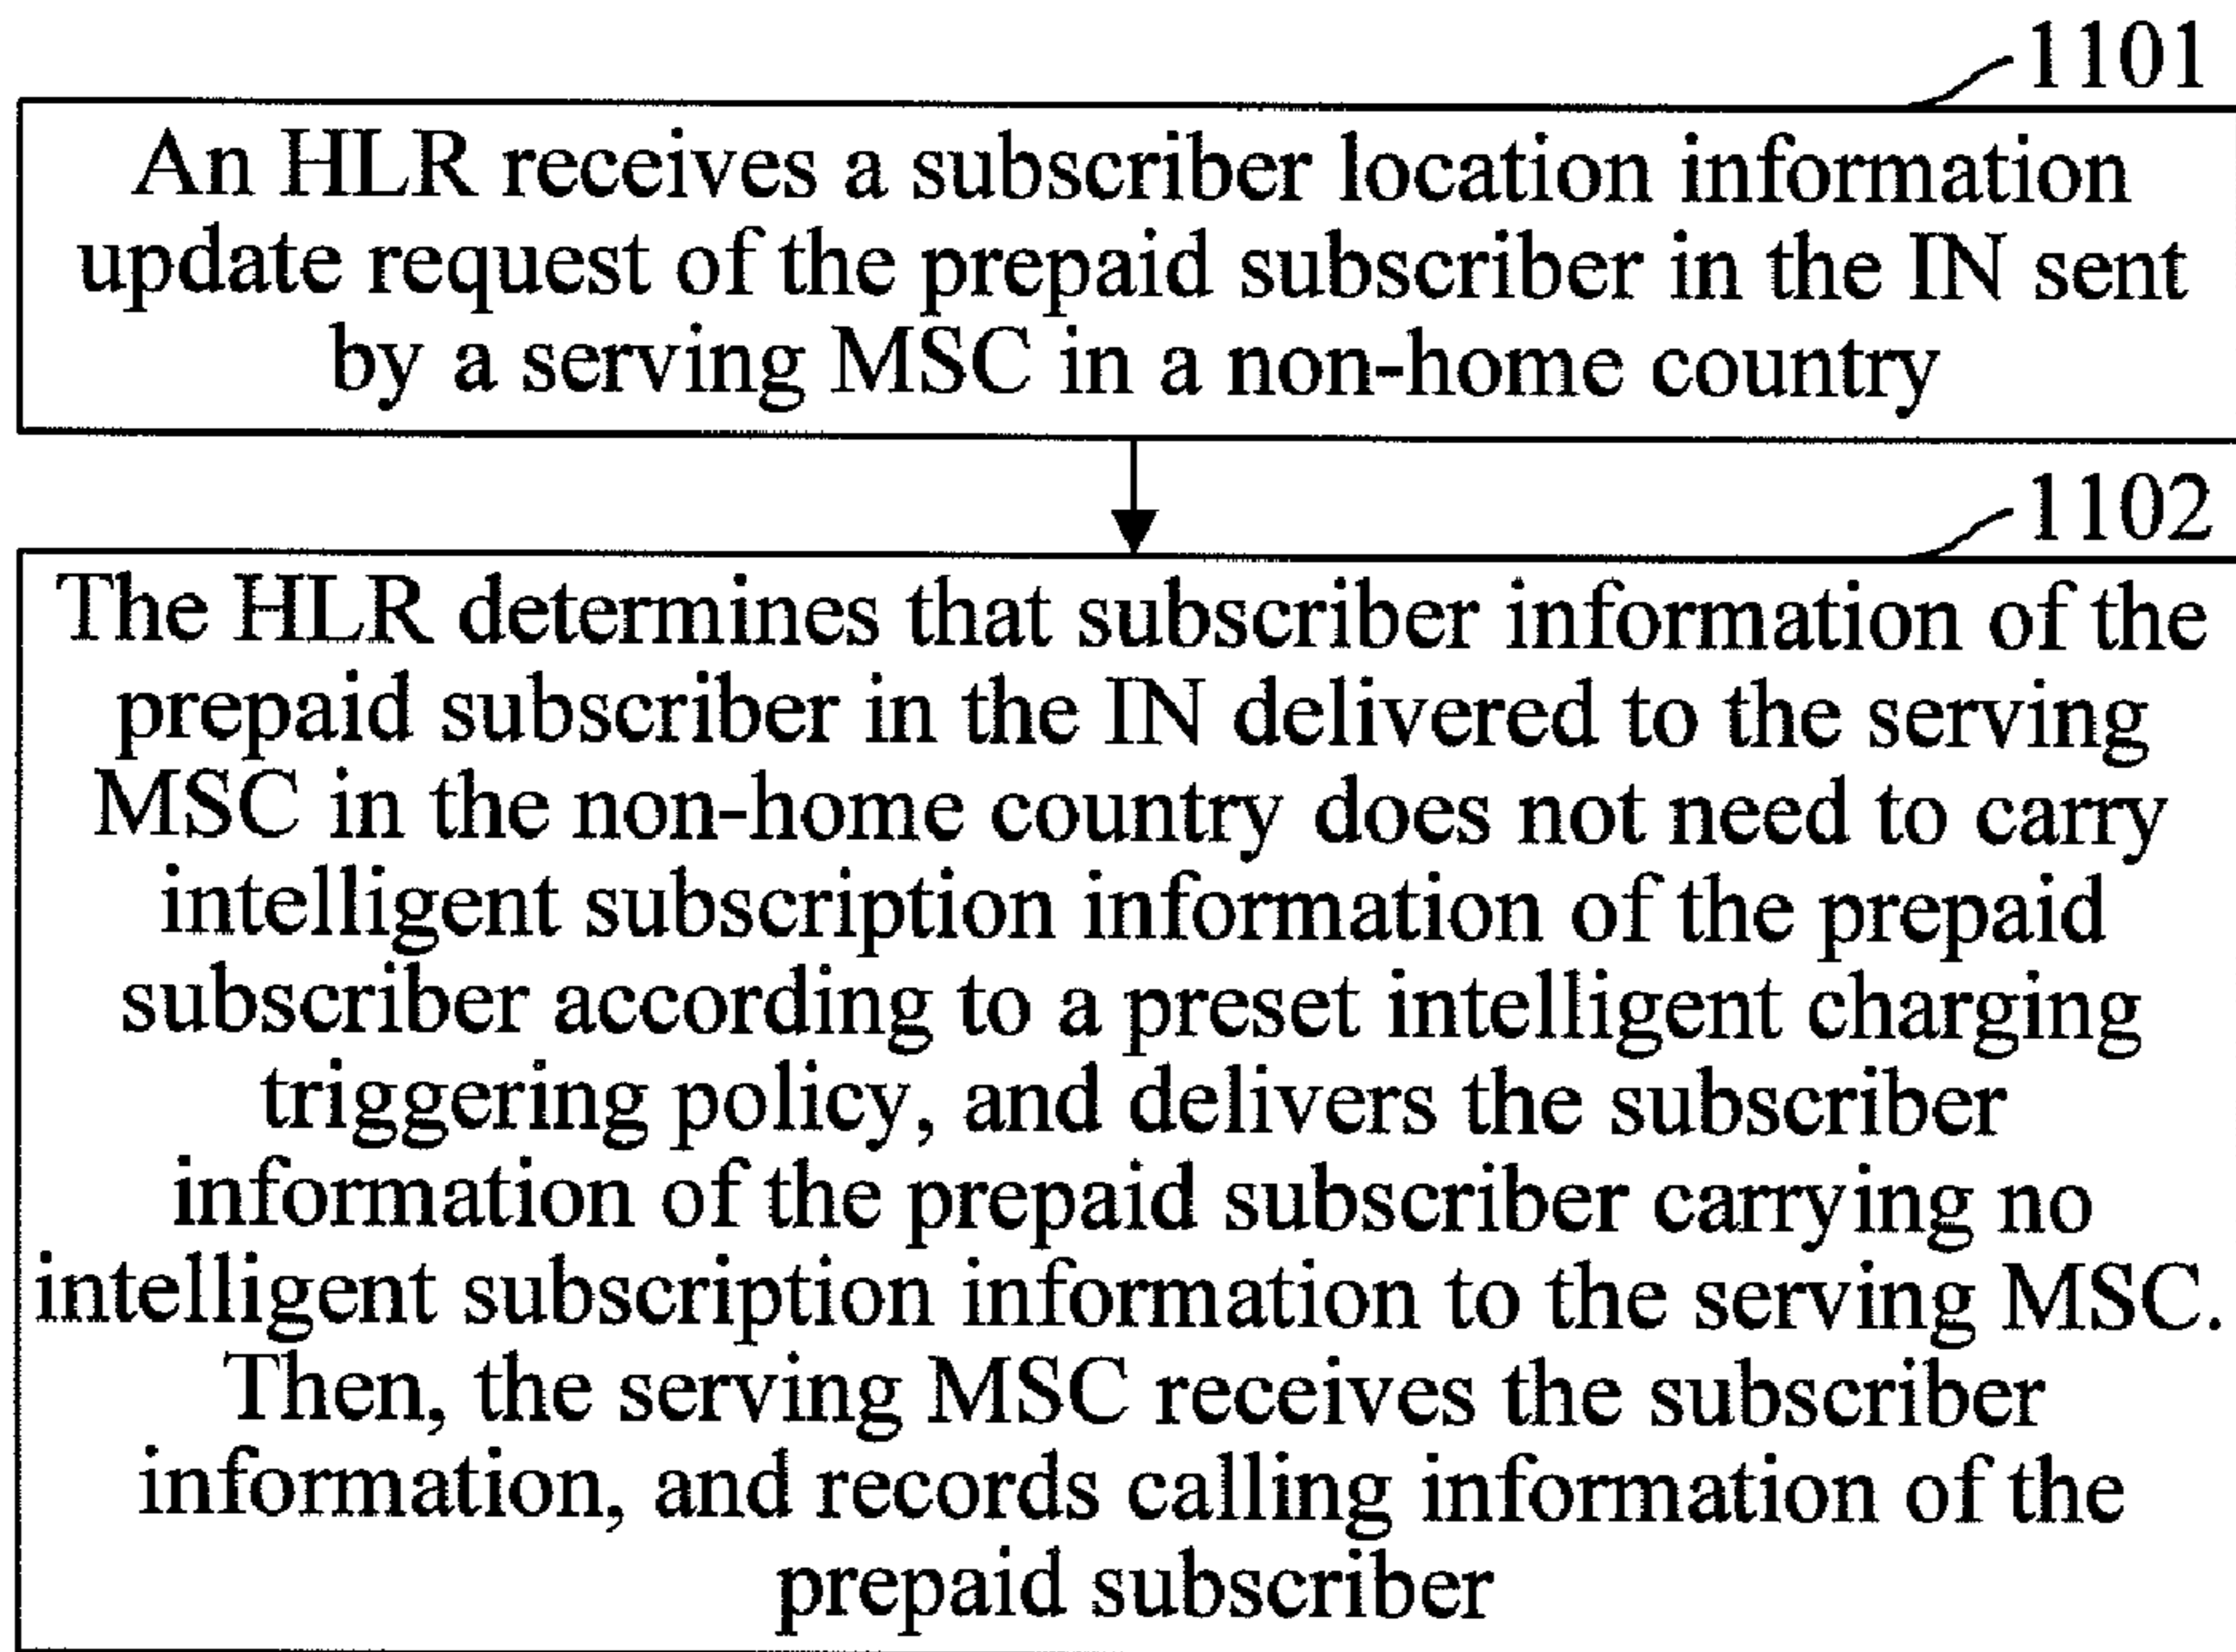 1101
An HLR receives a subscriber location information
update request of the prepaid subscriber in the IN sent
by a serving MSC in a non-home country
1102
The HLR determines that subscriber information of the
prepaid subscriber in the IN delivered to the serving
MSC in the non-home country does not need to carry
intelligent subscription information of the prepaid
subscriber according to a preset intelligent charging
triggering policy, and delivers the subscriber
information of the prepaid subscriber carrying no
intelligent subscription information to the serving MSC.
Then, the serving MSC receives the subscriber
information, and records calling information of the
prepaid subscriber